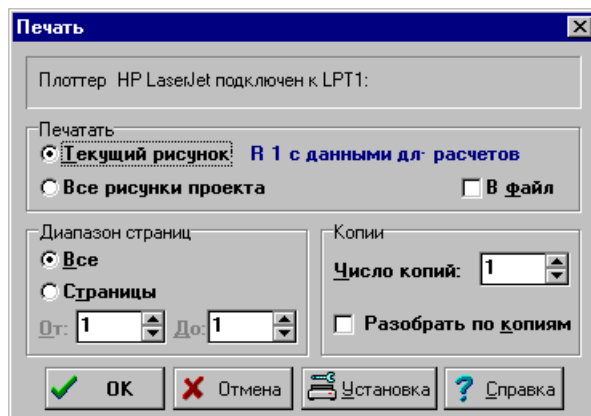 Печать
Плоттер HP LaserJet подключен к LPT1:
Печатать
Текущий рисунок R 1 с данными дл- расчетов
Все рисунки проекта В файл
Диапазон страниц
Все
Страницы
От: 1 До: 1
Копии
Число копий: 1
Разобрать по копиям
OK Отмена Установка ? Справка